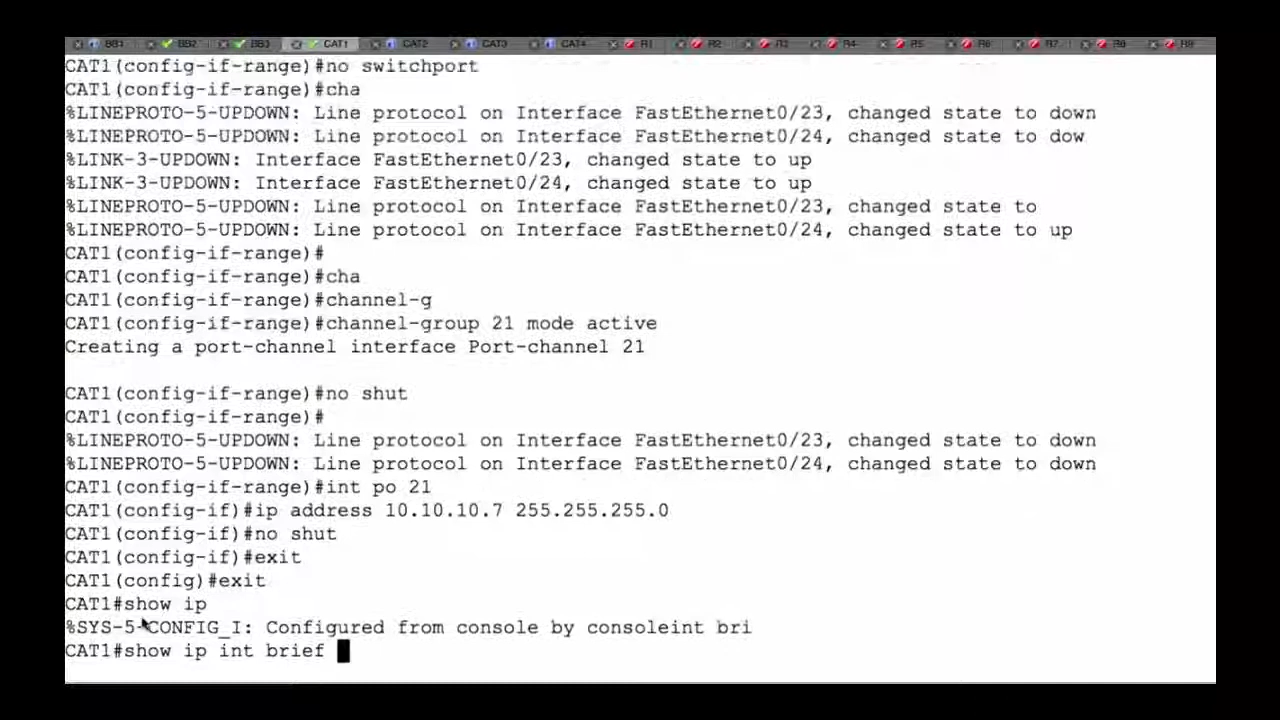 BB1 BB2 BB3 CAT1 CAT2 CAT3 CAT4 R1 R2 R3 R4 R5 R6 R7 R8 R9
CAT1(config-if-range)#no switchport
CAT1(config-if-range)#cha
%LINEPROTO-5-UPDOWN: Line protocol on Interface FastEthernet0/23, changed state to down
%LINEPROTO-5-UPDOWN: Line protocol on Interface FastEthernet0/24, changed state to dow
%LINK-3-UPDOWN: Interface FastEthernet0/23, changed state to up
%LINK-3-UPDOWN: Interface FastEthernet0/24, changed state to up
%LINEPROTO-5-UPDOWN: Line protocol on Interface FastEthernet0/23, changed state to
%LINEPROTO-5-UPDOWN: Line protocol on Interface FastEthernet0/24, changed state to up
CAT1(config-if-range)#
CAT1(config-if-range)#cha
CAT1(config-if-range)#channel-g
CAT1(config-if-range)#channel-group 21 mode active
Creating a port-channel interface Port-channel 21
CAT1(config-if-range)#no shut
CAT1(config-if-range)#
%LINEPROTO-5-UPDOWN: Line protocol on Interface FastEthernet0/23, changed state to down
%LINEPROTO-5-UPDOWN: Line protocol on Interface FastEthernet0/24, changed state to down
CAT1(config-if-range)#int po 21
CAT1(config-if)#ip address 10.10.10.7 255.255.255.0
CAT1(config-if)#no shut
CAT1(config-if)#exit
CAT1(config)#exit
CAT1#show ip
%SYS-5-CONFIG_I: Configured from console by consoleint bri
CAT1#show ip int brief